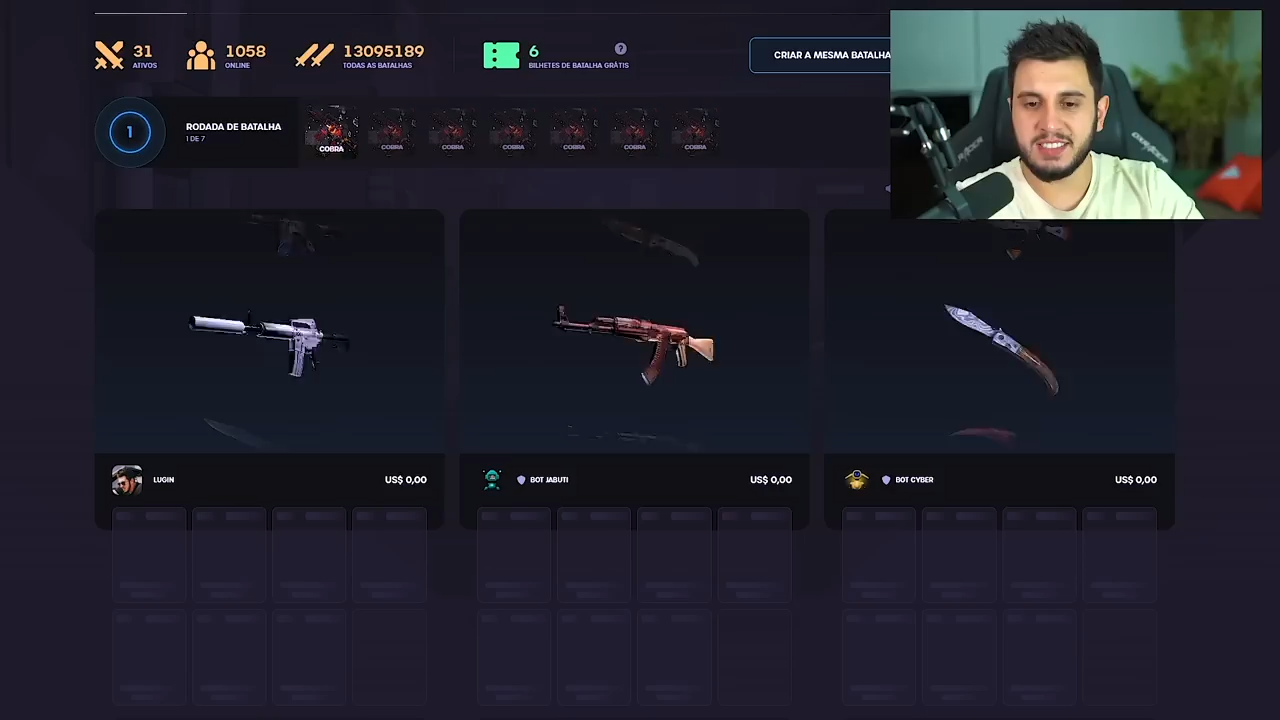 31
ATIVOS
1058
ONLINE
13095189
TODAS AS BATALHAS
6
?
BILHETES DE BATALHA GRÁTIS
CRIAR A MESMA BATALHA
1
RODADA DE BATALHA
1 DE 7
COBRA
COBRA
COBRA
COBRA
COBRA
COBRA
COBRA
LUGIN
US$ 0,00
BOT JABUTI
US$ 0,00
BOT CYBER
US$ 0,00